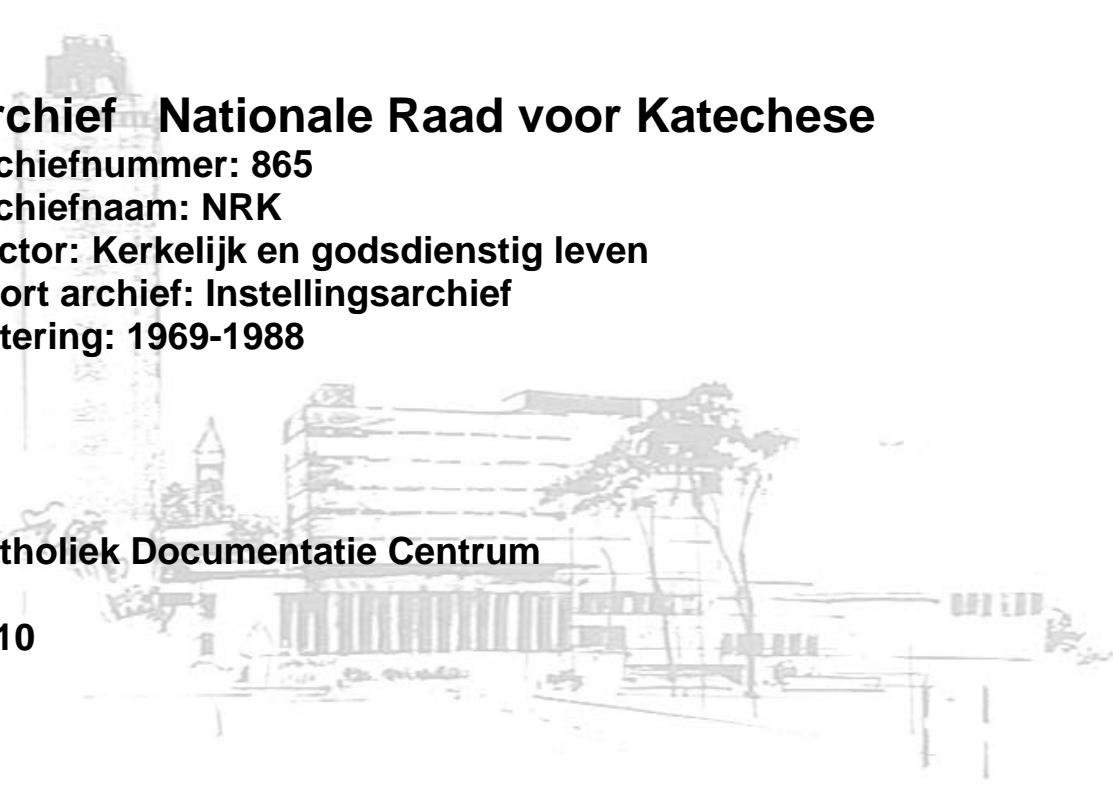 rchief Nationale Raad voor Katechese
chiefnummer: 865
chiefnaam: NRK
ctor: Kerkelijk en godsdienstig leven
ort archief: Instellingsarchief
tering: 1969-1988
tholiek Documentatie Centrum
10